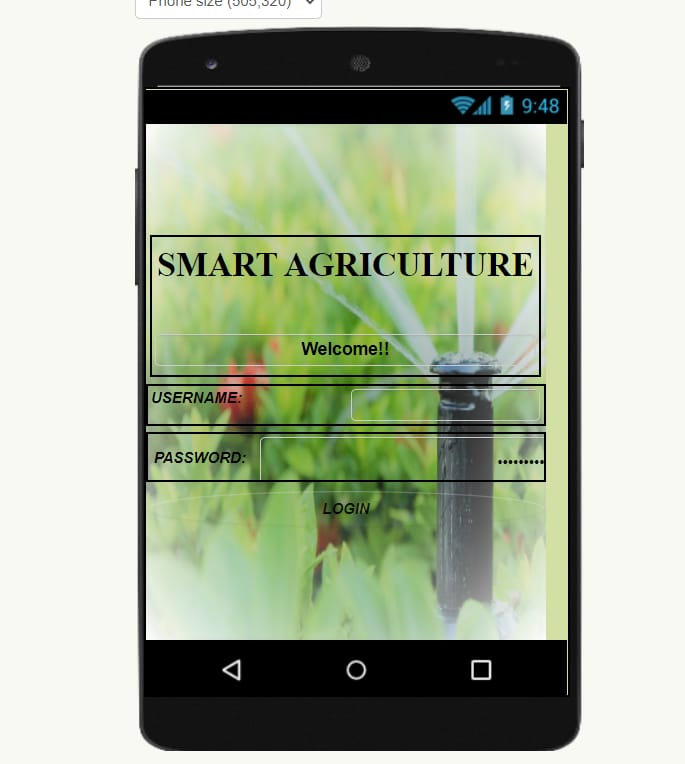 Phone size (505,320)
9:48
SMART AGRICULTURE
Welcome!!
USERNAME:
PASSWORD: •••••••••
LOGIN